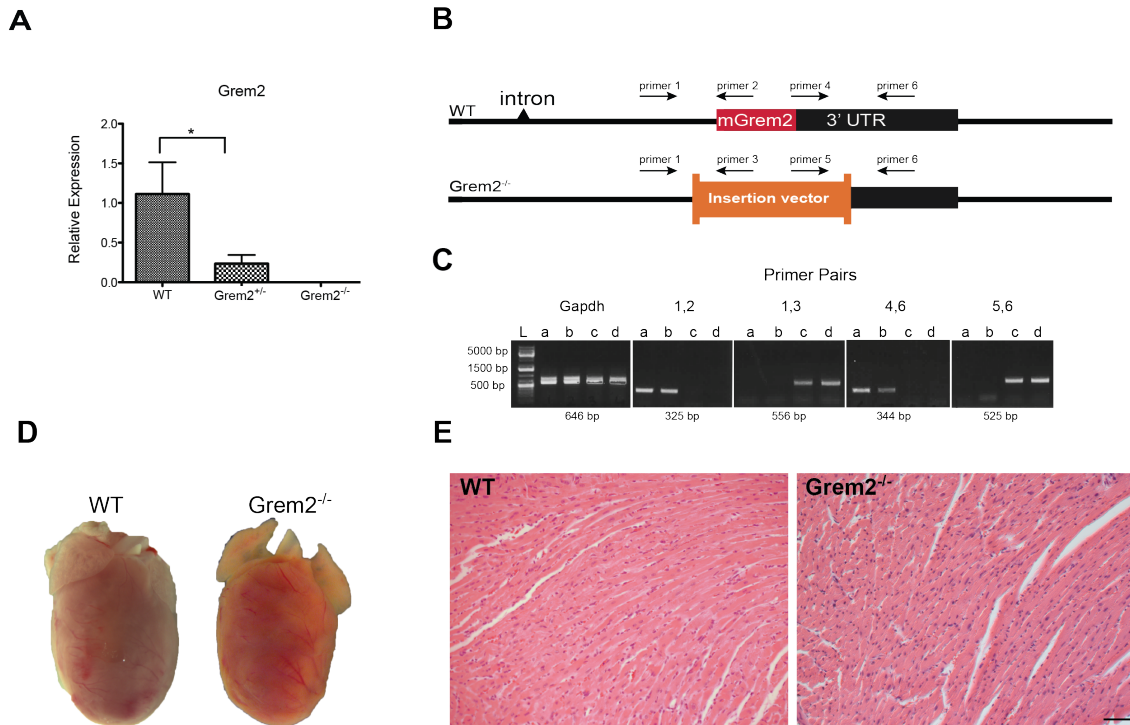 A
Grem2
*
Relative Expression
2.0
1.5
1.0
0.5
0.0
WT
Grem2+/-
Grem2-/-
B
primer 1
primer 2
primer 4
primer 6
WT
intron
mGrem2
3' UTR
primer 1
primer 3
primer 5
primer 6
Grem2-/-
Insertion vector
C
Primer Pairs
Gapdh 1,2 1,3 4,6 5,6
L a b c d a b c d a b c d a b c d a b c d
5000 bp
1500 bp
500 bp
646 bp 325 bp 556 bp 344 bp 525 bp
D
WT
Grem2-/-
E
WT
Grem2-/-